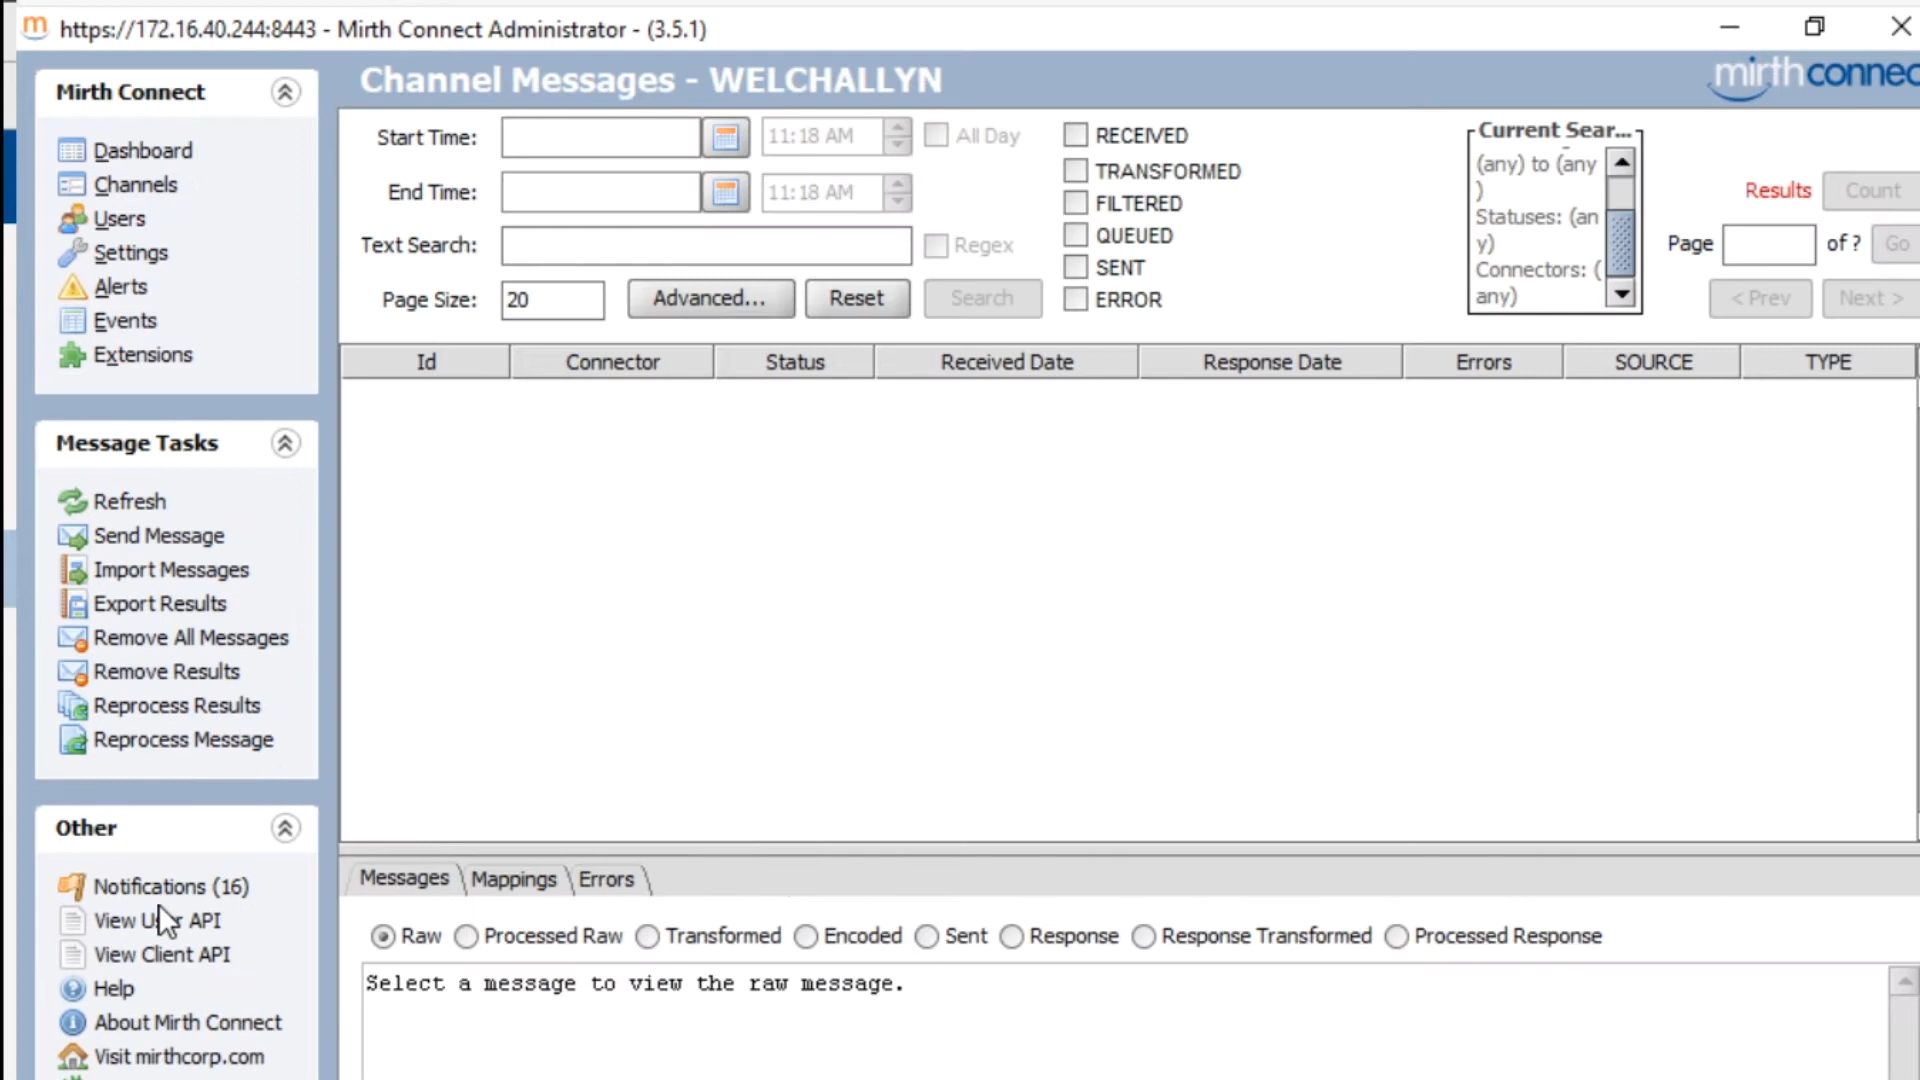 https://172.16.40.244:8443 - Mirth Connect Administrator - (3.5.1)
Mirth Connect
Dashboard
Channels
Users
Settings
Alerts
Events
Extensions
Message Tasks
Refresh
Send Message
Import Messages
Export Results
Remove All Messages
Remove Results
Reprocess Results
Reprocess Message
Other
Notifications (16)
View User API
View Client API
Help
About Mirth Connect
Visit mirthcorp.com
Channel Messages - WELCHALLYN
mirth connec
Start Time:
11:18 AM
All Day
End Time:
11:18 AM
Text Search:
Regex
Page Size:
20
Advanced...
Reset
Search
RECEIVED
TRANSFORMED
FILTERED
QUEUED
SENT
ERROR
Current Sear...
(any) to (any
)
Statuses: (an
y)
Connectors: (
any)
Results
Count
Page
of ?
Go
< Prev
Next >
Id Connector Status Received Date Response Date Errors SOURCE TYPE
Messages Mappings Errors
Raw Processed Raw Transformed Encoded Sent Response Response Transformed Processed Response
Select a message to view the raw message.